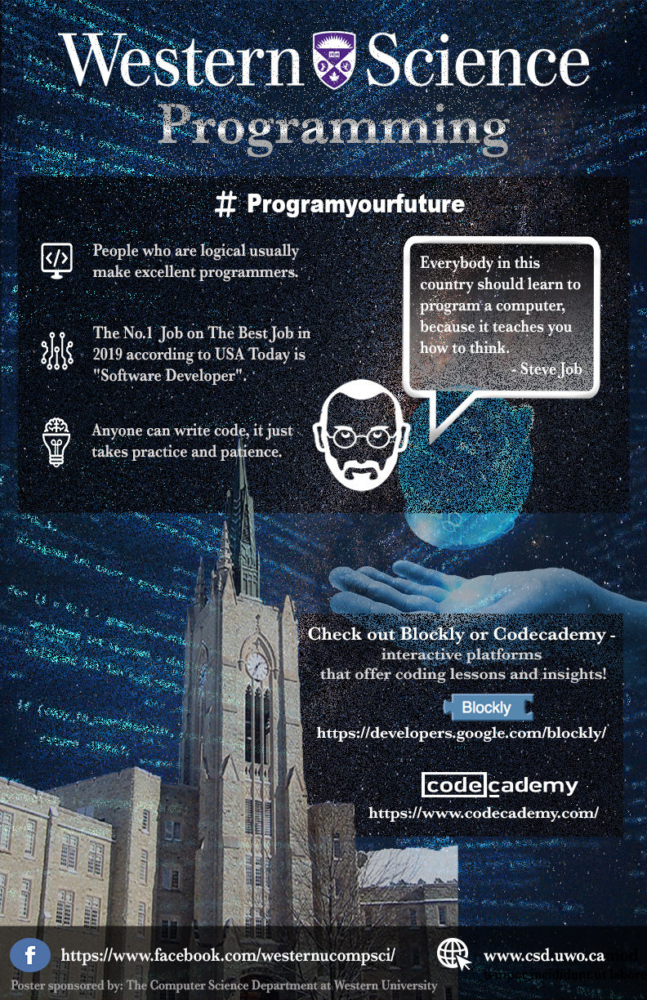 Western Science
Programming
# Programyourfuture
People who are logical usually
make excellent programmers.
The No.1 Job on The Best Job in
2019 according to USA Today is
"Software Developer".
Anyone can write code, it just
takes practice and patience.
Everybody in this
country should learn to
program a computer,
because it teaches you
how to think.
- Steve Job
Check out Blockly or Codecademy -
interactive platforms
that offer coding lessons and insights!
Blockly
https://developers.google.com/blockly/
codecademy
https://www.codecademy.com/
https://www.facebook.com/westernucompsci/
www.csd.uwo.ca
Poster sponsored by: The Computer Science Department at Western University